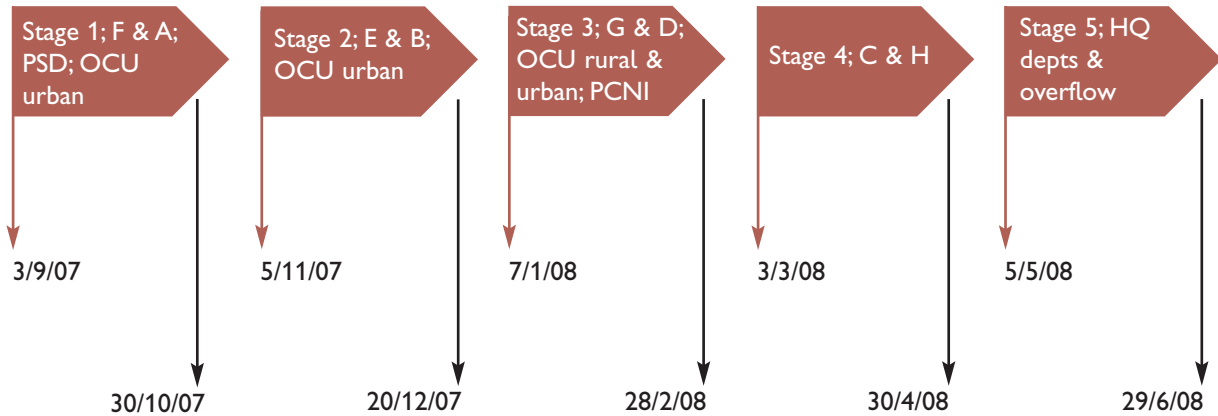 Stage 1; F & A;
PSD; OCU
urban
Stage 2; E & B;
OCU urban
Stage 3; G & D;
OCU rural &
urban; PCNI
Stage 4; C & H
Stage 5; HQ
depts &
overflow
3/9/07
5/11/07
7/1/08
3/3/08
5/5/08
30/10/07
20/12/07
28/2/08
30/4/08
29/6/08